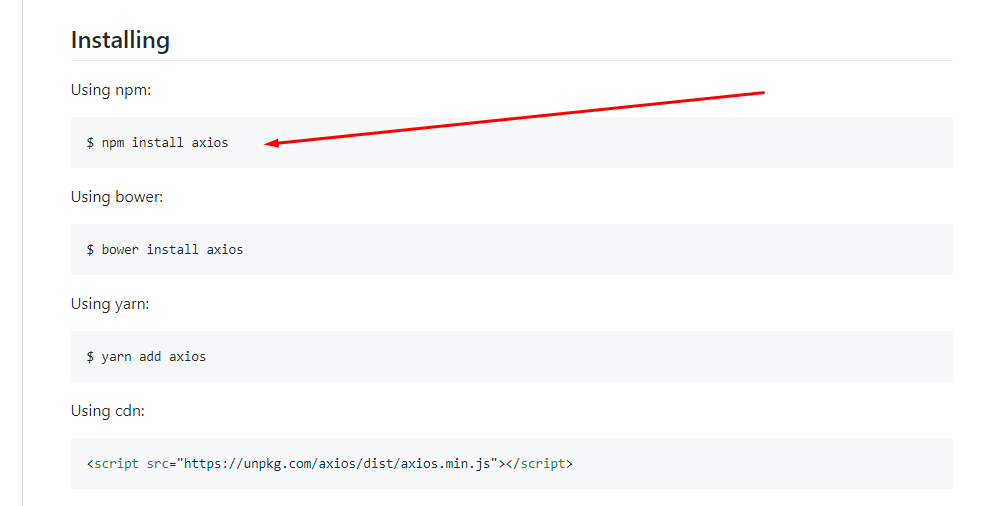 Installing
Using npm:
$ npm install axios
Using bower:
$ bower install axios
Using yarn:
$ yarn add axios
Using cdn:
<script src="https://unpkg.com/axios/dist/axios.min.js"></script>